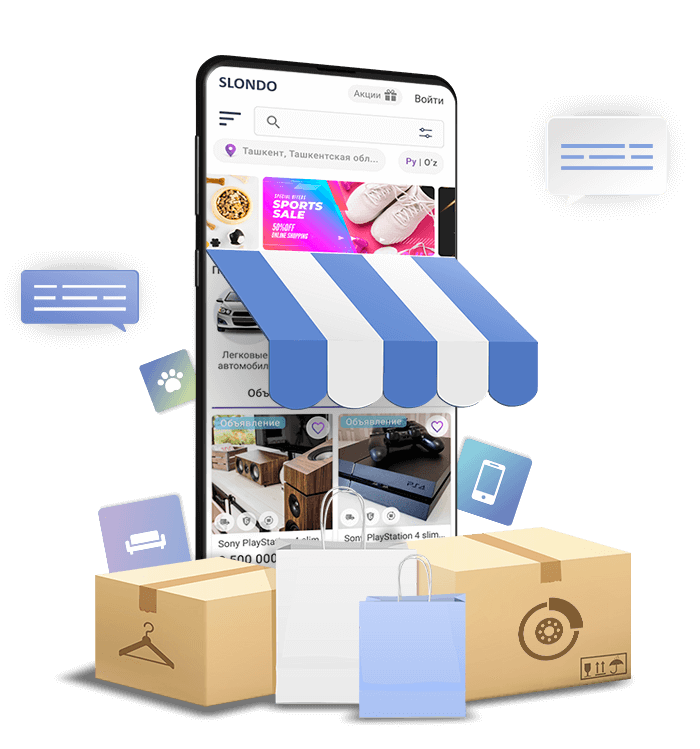 SLONDO
Акции
Войти
Ташкент, Ташкентская обл...
Ру | O'z
SPECIAL OFFERS
SPORTS
SALE
50%OFF
ONLINE SHOPPING
Легковые
автомобил
Объ
Объявление
Объявление
PS4
Sony PlayStation 4 slim
Sony PlayStation 4 slim...
500 000